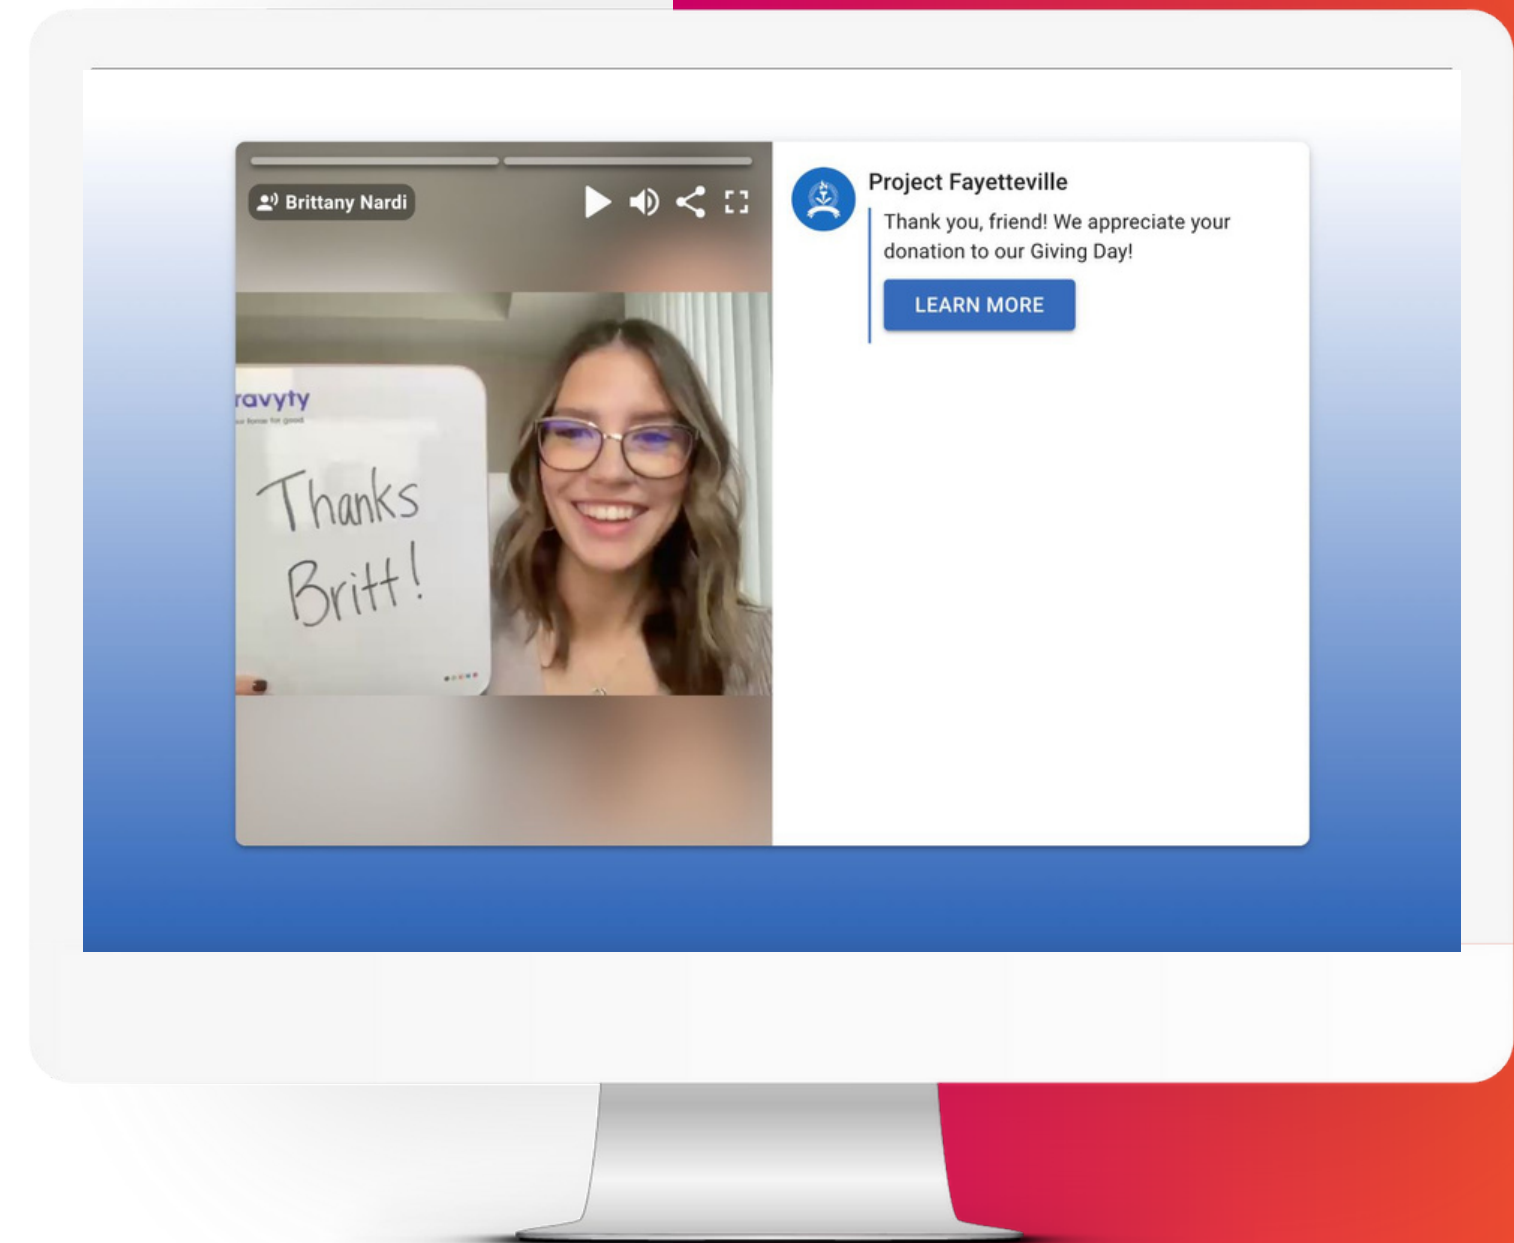 Brittany Nardi
ravyty
Thanks
Britt!
Project Fayetteville
Thank you, friend! We appreciate your
donation to our Giving Day!
LEARN MORE